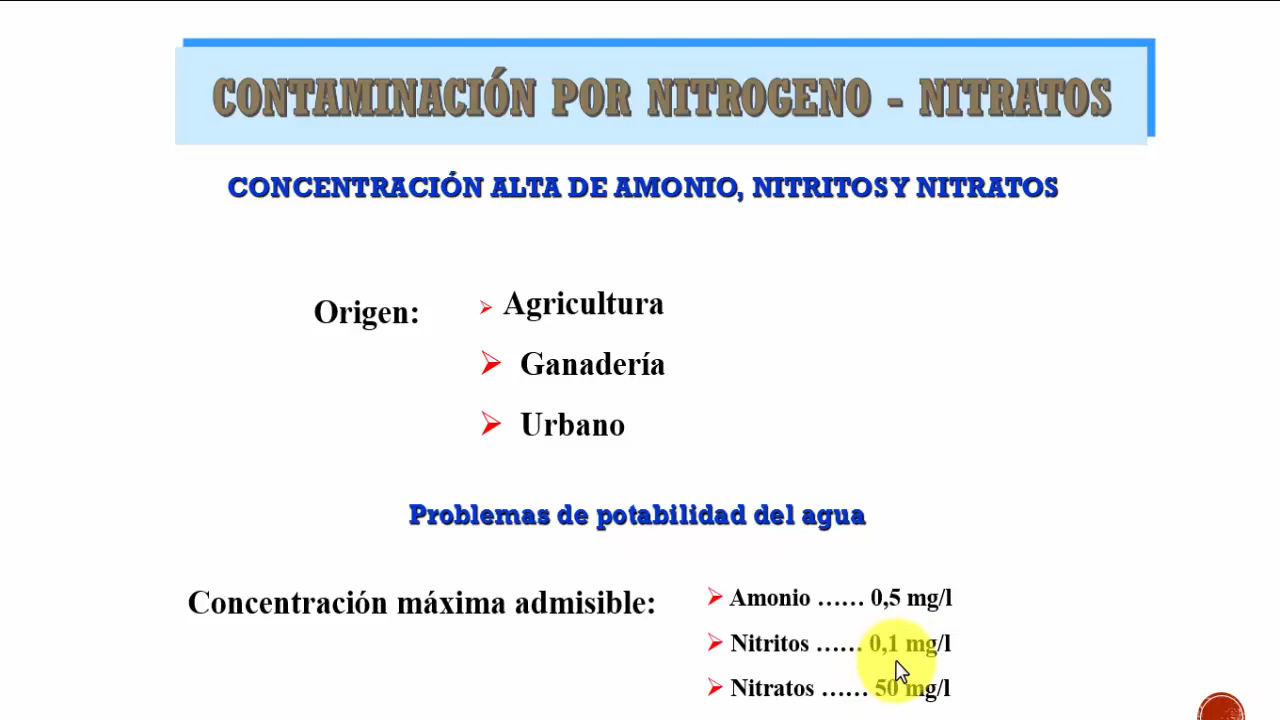 CONTAMINACIÓN POR NITROGENO - NITRATOS
CONCENTRACIÓN ALTA DE AMONIO, NITRITOS Y NITRATOS
Origen:
Agricultura
Ganadería
Urbano
Problemas de potabilidad del agua
Concentración máxima admisible:
Amonio …… 0,5 mg/l
Nitritos …… 0,1 mg/l
Nitratos …… 50 mg/l